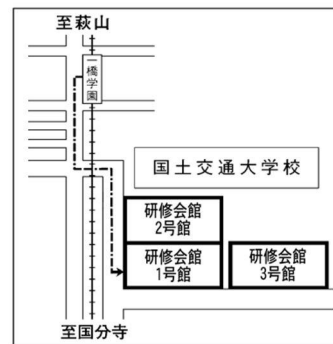 至萩山
一橋学園
国土交通大学校
研修会館
2号館
研修会館
1号館
研修会館
3号館
至国分寺